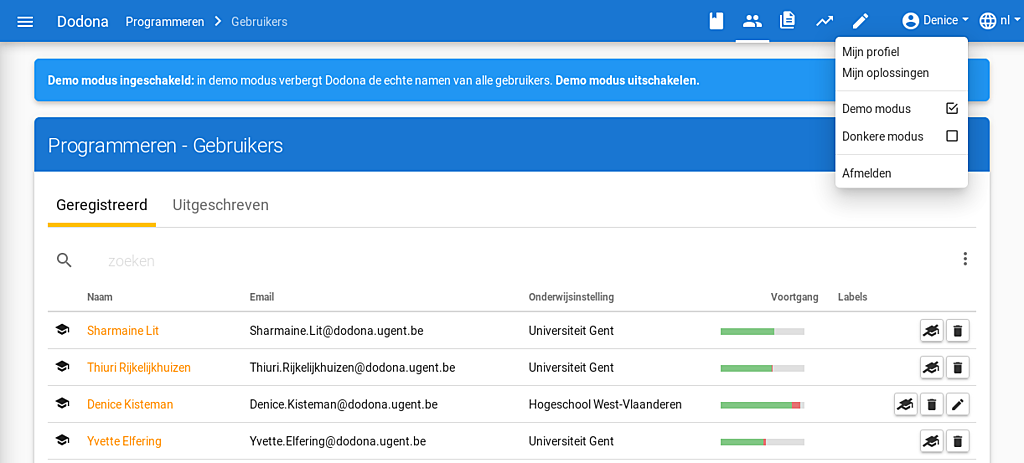 Dodona Programmeren Gebruikers Denice nl
Mijn profiel
Mijn oplossingen
Demo modus
Donkere modus
Afmelden
Demo modus ingeschakeld: in demo modus verbergt Dodona de echte namen van alle gebruikers. Demo modus uitschakelen.
Programmeren - Gebruikers
Geregistreerd Uitgeschreven
zoeken
Naam Email Onderwijsinstelling Voortgang Labels
Sharmaine Lit Sharmaine.Lit@dodona.ugent.be Universiteit Gent
Thiuri Rijkelijkhuizen Thiuri.Rijkelijkhuizen@dodona.ugent.be Universiteit Gent
Denice Kisteman Denice.Kisteman@dodona.ugent.be Hogeschool West-Vlaanderen
Yvette Elfering Yvette.Elfering@dodona.ugent.be Universiteit Gent